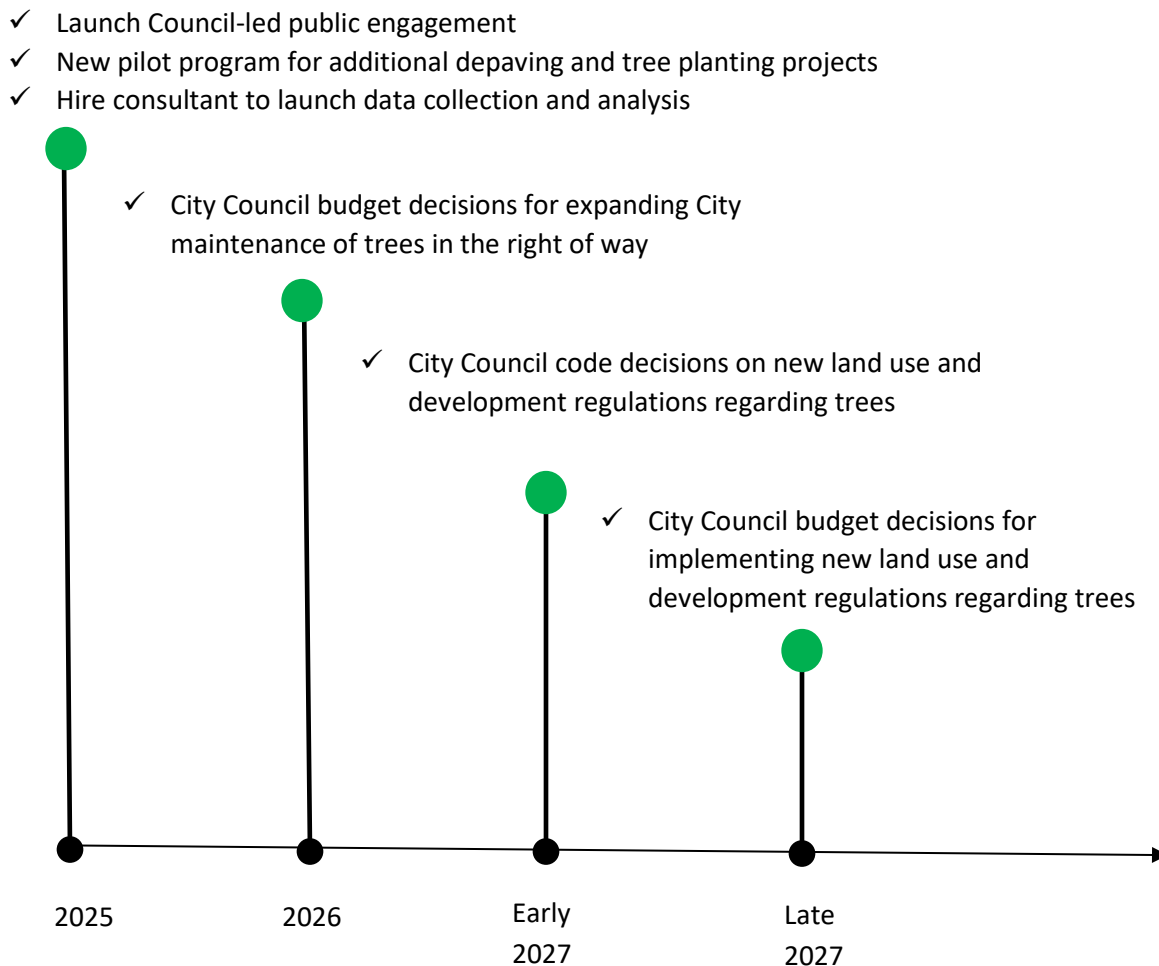 ✓ Launch Council-led public engagement
✓ New pilot program for additional depaving and tree planting projects
✓ Hire consultant to launch data collection and analysis
✓ City Council budget decisions for expanding City
maintenance of trees in the right of way
✓ City Council code decisions on new land use and
development regulations regarding trees
✓ City Council budget decisions for
implementing new land use and
development regulations regarding trees
2025
2026
Early
2027
Late
2027